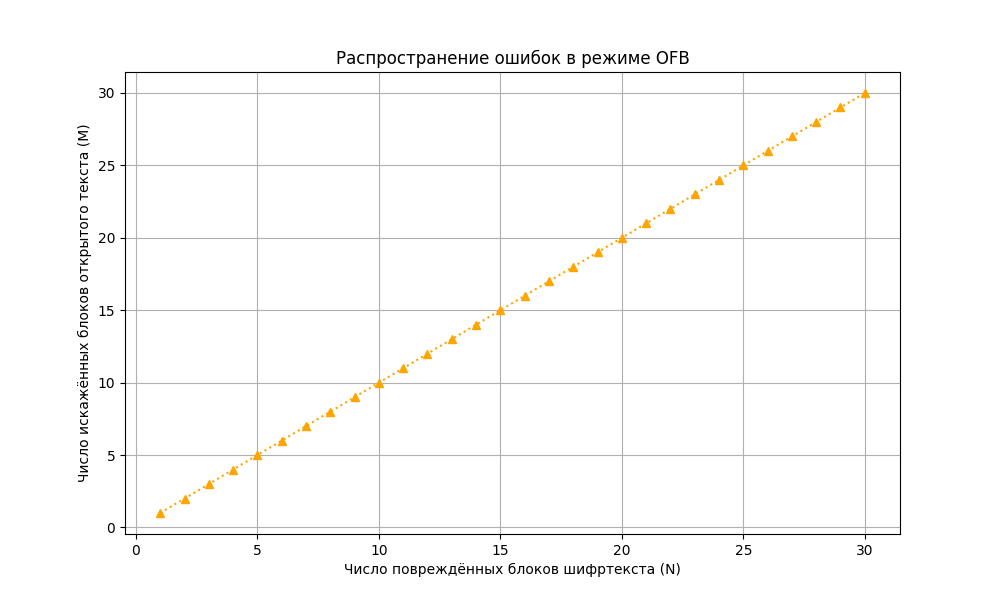 Распространение ошибок в режиме OFB
Число искажённых блоков открытого текста (M)
30
25
20
15
10
5
0
0 5 10 15 20 25 30
Число повреждённых блоков шифртекста (N)